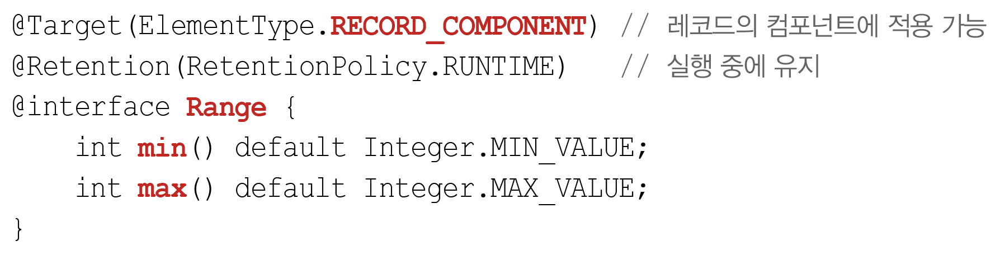 @Target(ElementType.RECORD_COMPONENT) // 레코드의 컴포넌트에 적용 가능
@Retention(RetentionPolicy.RUNTIME)   // 실행 중에 유지
@interface Range {
    int min() default Integer.MIN_VALUE;
    int max() default Integer.MAX_VALUE;
}